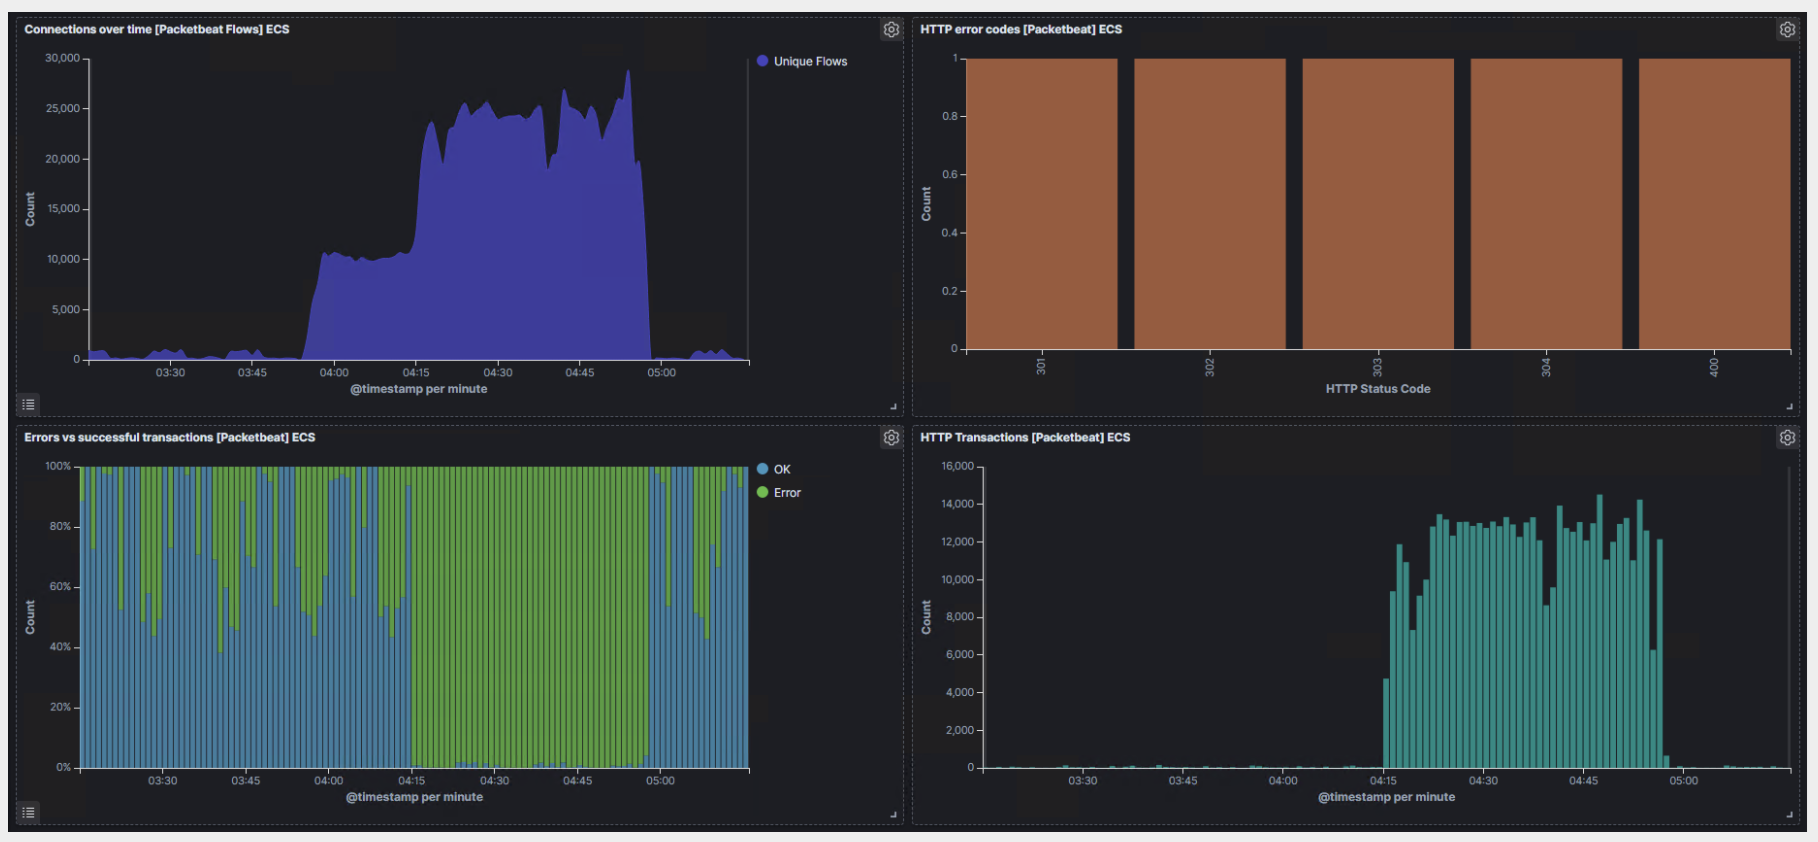 Connections over time [Packetbeat Flows] ECS
30,000
25,000
20,000
15,000
10,000
5,000
0
Count
03:30 03:45 04:00 04:15 04:30 04:45 05:00
@timestamp per minute
Unique Flows
HTTP error codes [Packetbeat] ECS
1
0.8
0.6
0.4
0.2
0
Count
301 302 303 304 400
HTTP Status Code
Errors vs successful transactions [Packetbeat] ECS
100%
80%
60%
40%
20%
0%
Count
03:30 03:45 04:00 04:15 04:30 04:45 05:00
@timestamp per minute
OK
Error
HTTP Transactions [Packetbeat] ECS
16,000
14,000
12,000
10,000
8,000
6,000
4,000
2,000
0
Count
03:30 03:45 04:00 04:15 04:30 04:45 05:00
@timestamp per minute